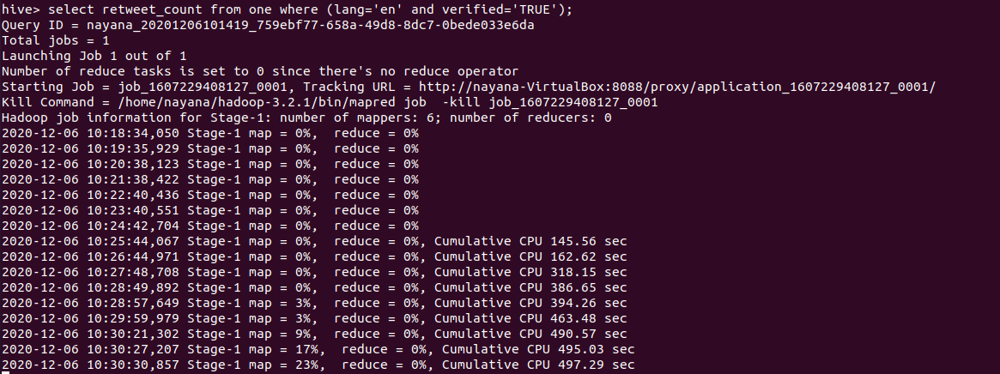 hive> select retweet_count from one where (lang='en' and verified='TRUE');
Query ID = nayana_20201206101419_759ebf77-658a-49d8-8dc7-0bede033e6da
Total jobs = 1
Launching Job 1 out of 1
Number of reduce tasks is set to 0 since there's no reduce operator
Starting Job = job_1607229408127_0001, Tracking URL = http://nayana-VirtualBox:8088/proxy/application_1607229408127_0001/
Kill Command = /home/nayana/hadoop-3.2.1/bin/mapred job  -kill job_1607229408127_0001
Hadoop job information for Stage-1: number of mappers: 6; number of reducers: 0
2020-12-06 10:18:34,050 Stage-1 map = 0%,  reduce = 0%
2020-12-06 10:19:35,929 Stage-1 map = 0%,  reduce = 0%
2020-12-06 10:20:38,123 Stage-1 map = 0%,  reduce = 0%
2020-12-06 10:21:38,422 Stage-1 map = 0%,  reduce = 0%
2020-12-06 10:22:40,436 Stage-1 map = 0%,  reduce = 0%
2020-12-06 10:23:40,551 Stage-1 map = 0%,  reduce = 0%
2020-12-06 10:24:42,704 Stage-1 map = 0%,  reduce = 0%
2020-12-06 10:25:44,067 Stage-1 map = 0%,  reduce = 0%, Cumulative CPU 145.56 sec
2020-12-06 10:26:44,971 Stage-1 map = 0%,  reduce = 0%, Cumulative CPU 162.62 sec
2020-12-06 10:27:48,708 Stage-1 map = 0%,  reduce = 0%, Cumulative CPU 318.15 sec
2020-12-06 10:28:49,892 Stage-1 map = 0%,  reduce = 0%, Cumulative CPU 386.65 sec
2020-12-06 10:28:57,649 Stage-1 map = 3%,  reduce = 0%, Cumulative CPU 394.26 sec
2020-12-06 10:29:59,979 Stage-1 map = 3%,  reduce = 0%, Cumulative CPU 463.48 sec
2020-12-06 10:30:21,302 Stage-1 map = 9%,  reduce = 0%, Cumulative CPU 490.57 sec
2020-12-06 10:30:27,207 Stage-1 map = 17%,  reduce = 0%, Cumulative CPU 495.03 sec
2020-12-06 10:30:30,857 Stage-1 map = 23%,  reduce = 0%, Cumulative CPU 497.29 sec